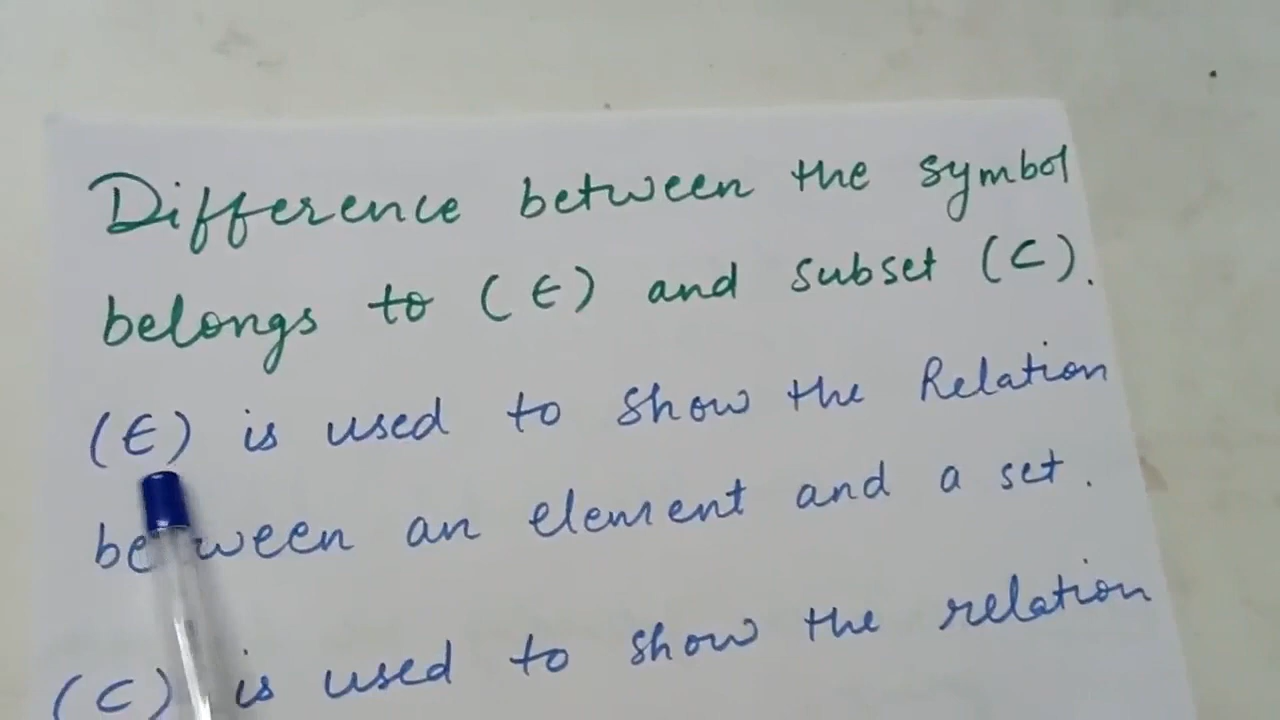 Difference between the symbol
belongs to (∈) and subset (⊂).
(∈) is used to show the Relation
between an element and a set.
(⊂) is used to show the relation